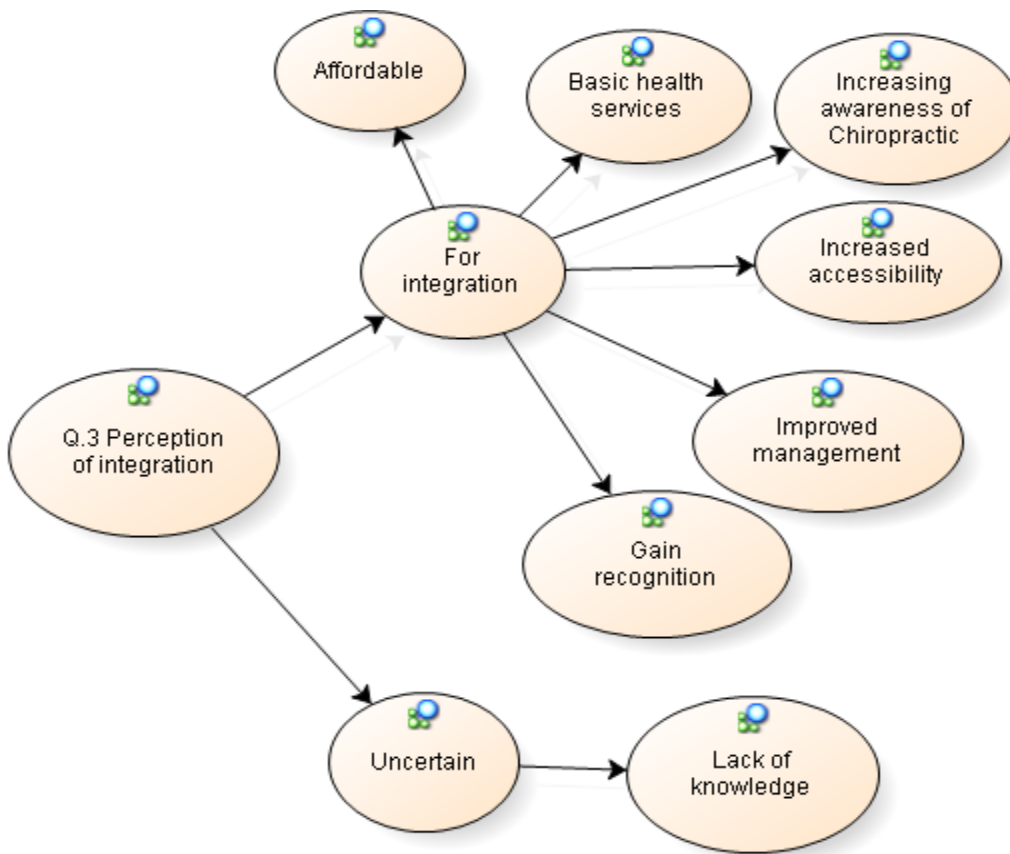 Affordable
Basic health
services
Increasing
awareness of
Chiropractic
For
integration
Increased
accessibility
Q.3 Perception
of integration
Improved
management
Gain
recognition
Uncertain
Lack of
knowledge